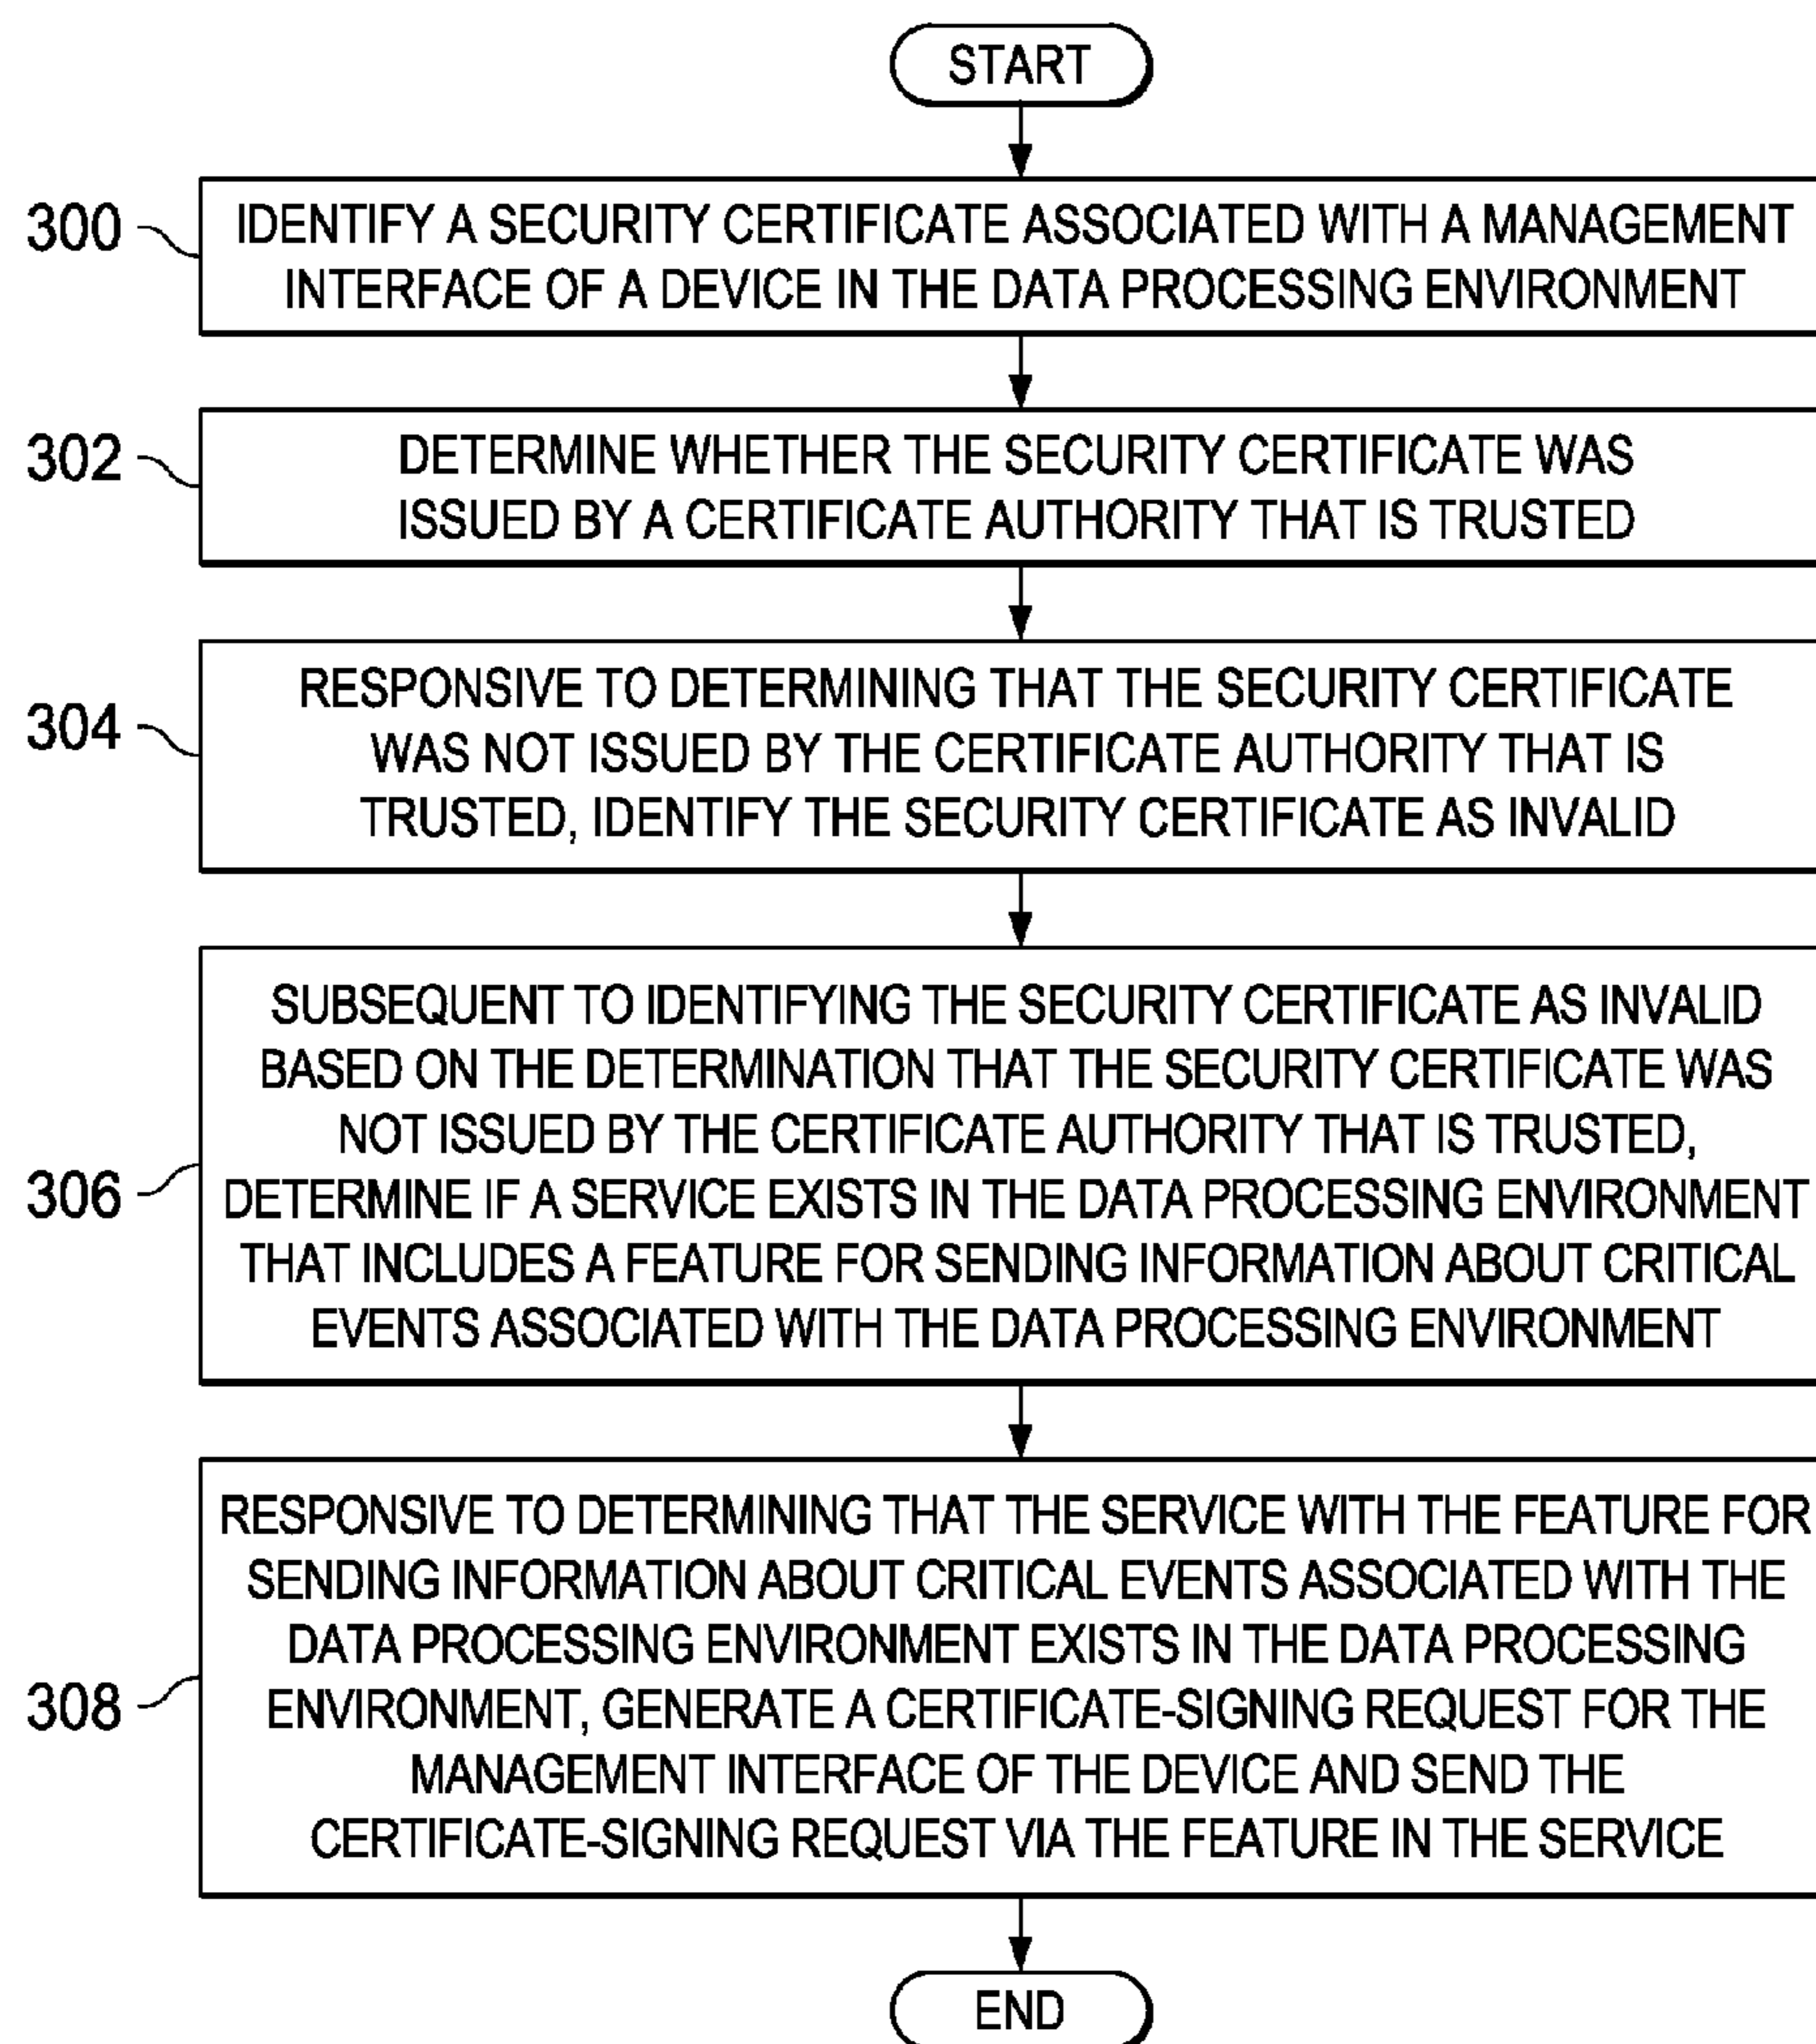 START
300
IDENTIFY A SECURITY CERTIFICATE ASSOCIATED WITH A MANAGEMENT
INTERFACE OF A DEVICE IN THE DATA PROCESSING ENVIRONMENT
302
DETERMINE WHETHER THE SECURITY CERTIFICATE WAS
ISSUED BY A CERTIFICATE AUTHORITY THAT IS TRUSTED
304
RESPONSIVE TO DETERMINING THAT THE SECURITY CERTIFICATE
WAS NOT ISSUED BY THE CERTIFICATE AUTHORITY THAT IS
TRUSTED, IDENTIFY THE SECURITY CERTIFICATE AS INVALID
306
SUBSEQUENT TO IDENTIFYING THE SECURITY CERTIFICATE AS INVALID
BASED ON THE DETERMINATION THAT THE SECURITY CERTIFICATE WAS
NOT ISSUED BY THE CERTIFICATE AUTHORITY THAT IS TRUSTED,
DETERMINE IF A SERVICE EXISTS IN THE DATA PROCESSING ENVIRONMENT
THAT INCLUDES A FEATURE FOR SENDING INFORMATION ABOUT CRITICAL
EVENTS ASSOCIATED WITH THE DATA PROCESSING ENVIRONMENT
308
RESPONSIVE TO DETERMINING THAT THE SERVICE WITH THE FEATURE FOR
SENDING INFORMATION ABOUT CRITICAL EVENTS ASSOCIATED WITH THE
DATA PROCESSING ENVIRONMENT EXISTS IN THE DATA PROCESSING
ENVIRONMENT, GENERATE A CERTIFICATE-SIGNING REQUEST FOR THE
MANAGEMENT INTERFACE OF THE DEVICE AND SEND THE
CERTIFICATE-SIGNING REQUEST VIA THE FEATURE IN THE SERVICE
END